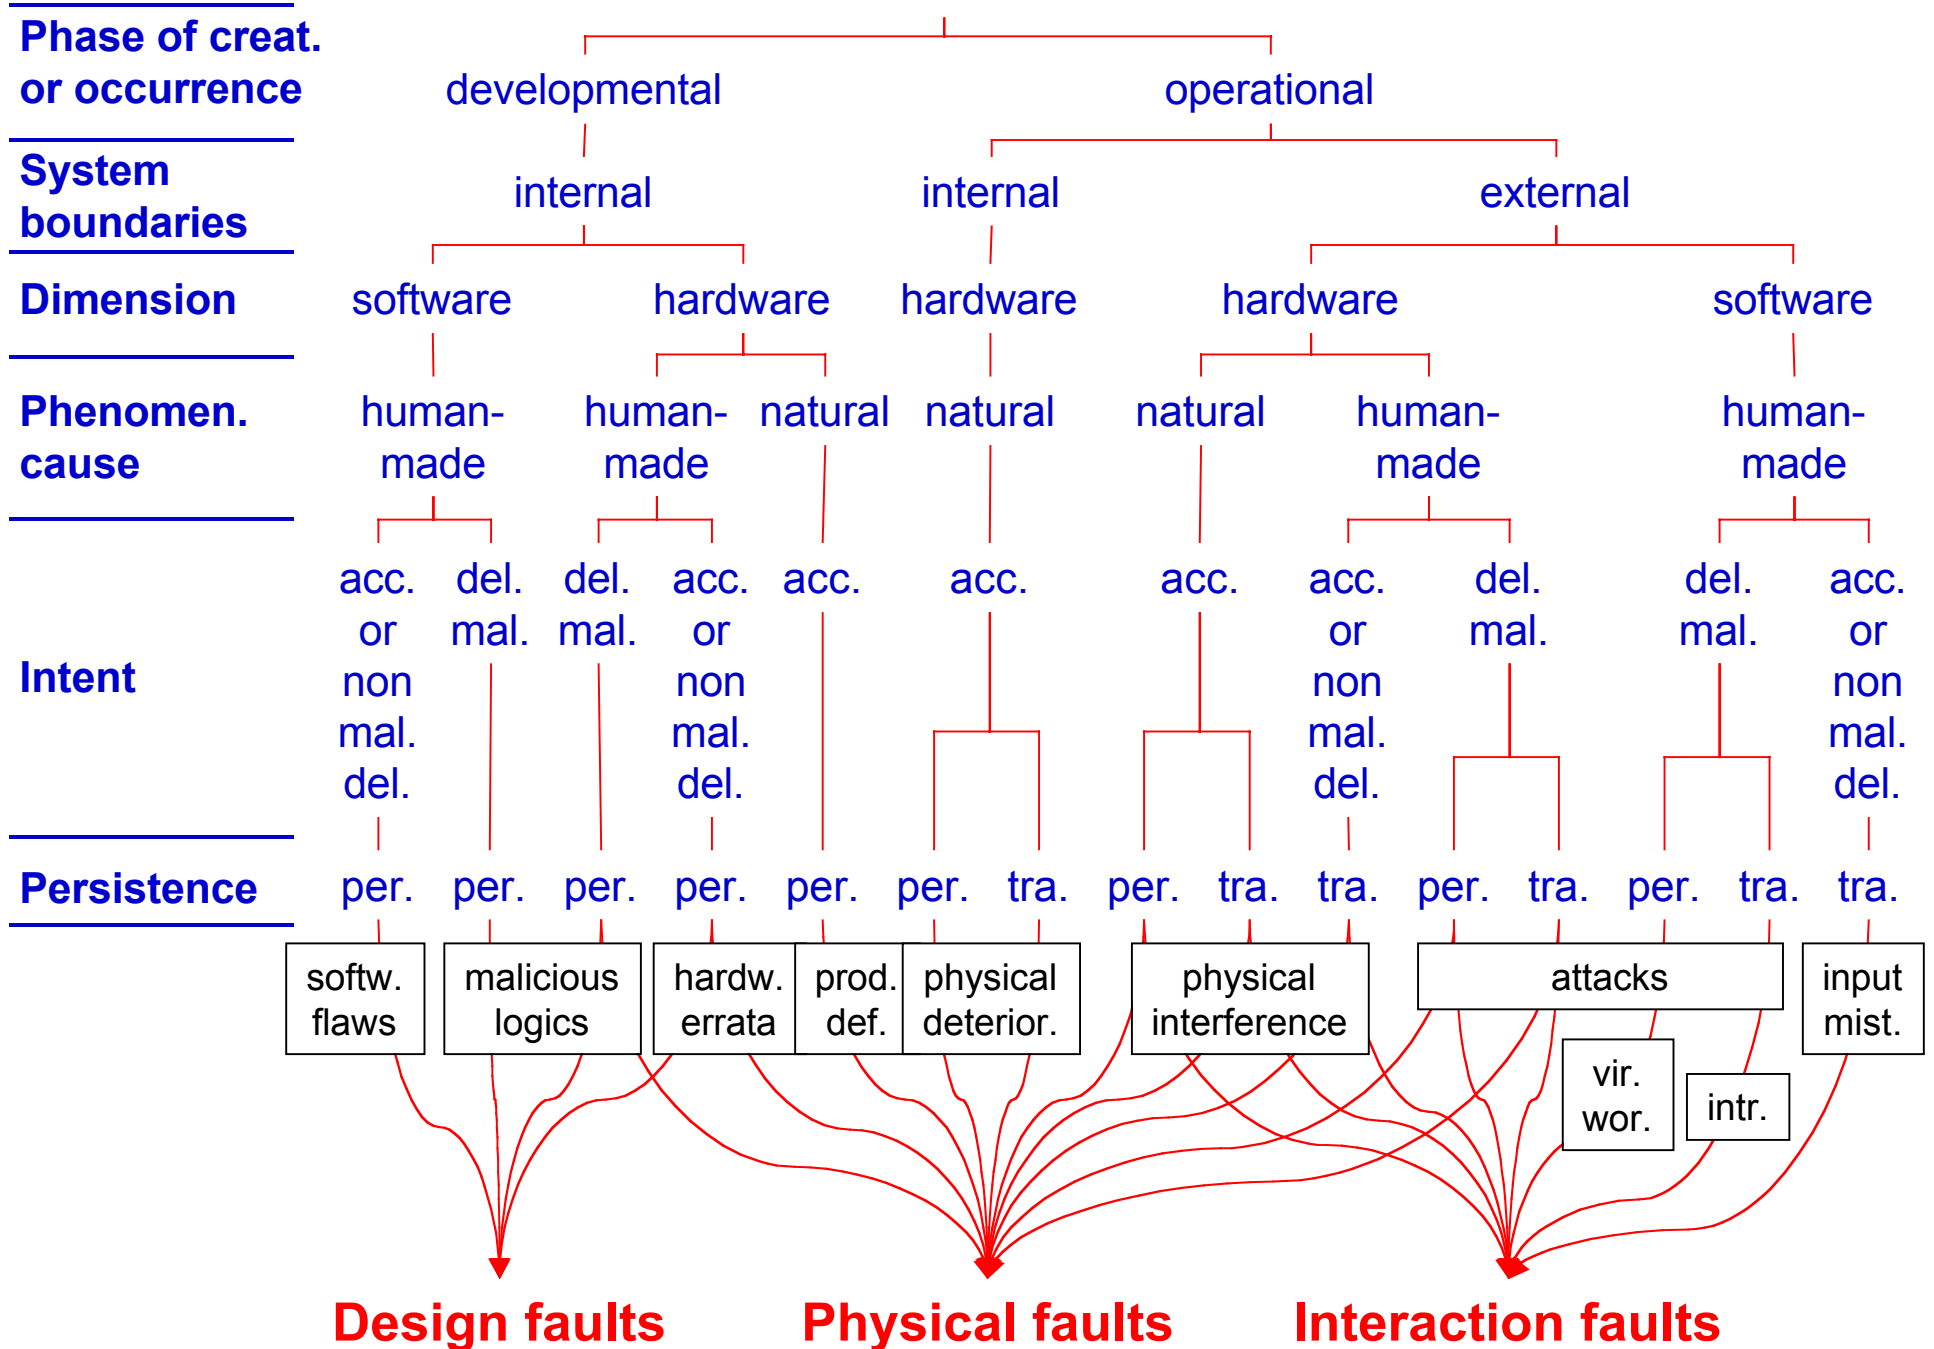 Phase of creat.
or occurrence
developmental operational
System
boundaries
internal internal external
Dimension software hardware hardware hardware software
Phenomen.
cause
human- human- natural natural natural human- human-
made made made made
Intent
acc. del. del. acc. acc. acc. acc. acc. del. del. acc.
or mal. mal. or or mal. mal. or
non non non non
mal. mal. mal. mal.
del. del. del. del.
Persistence per. per. per. per. per. per. tra. per. tra. tra. per. tra. per. tra. tra.
softw. malicious hardw. prod. physical physical attacks input
flaws logics errata def. deterior. interference mist.
vir.
wor.
intr.
Design faults Physical faults Interaction faults